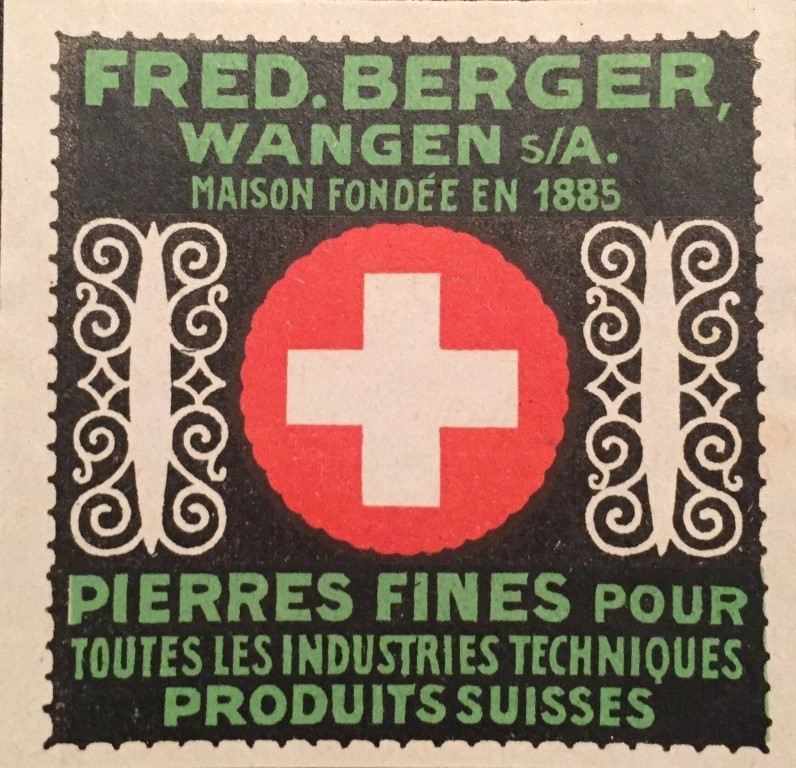 FRED. BERGER,
WANGEN s/A.
MAISON FONDÉE EN 1885
PIERRES FINES POUR
TOUTES LES INDUSTRIES TECHNIQUES
PRODUITS SUISSES